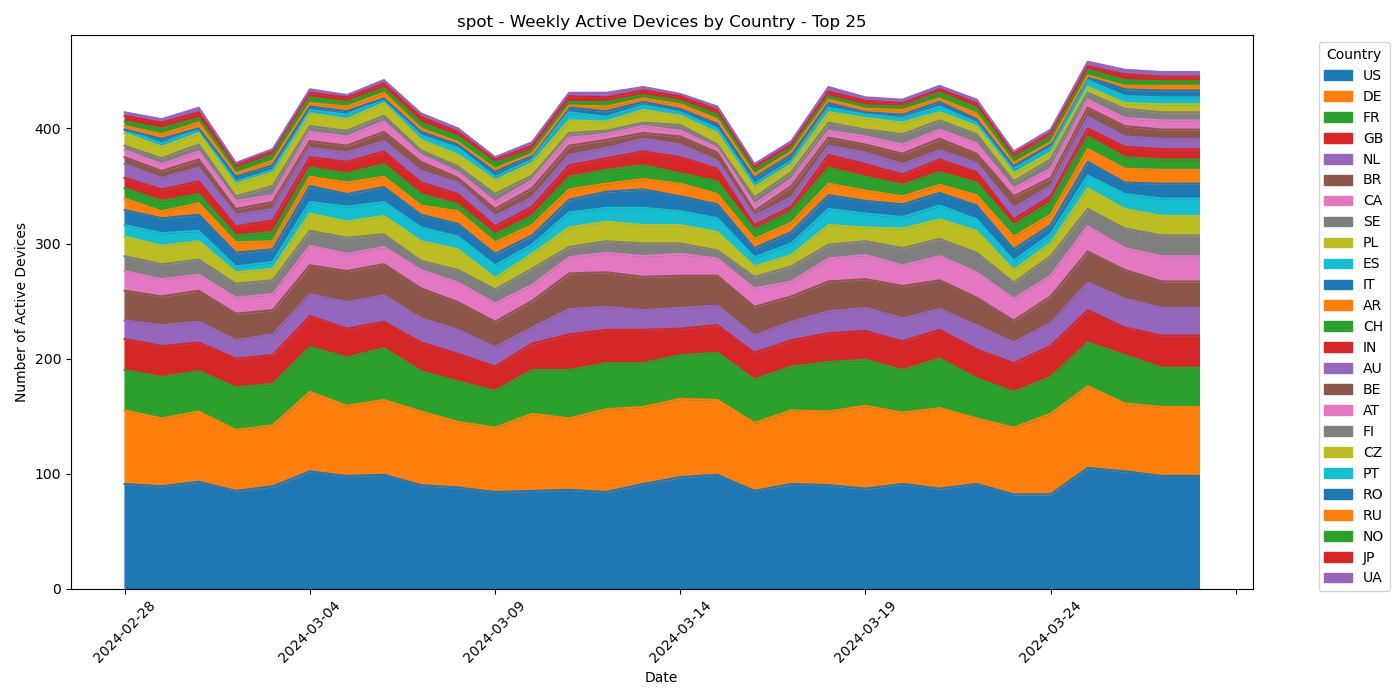 spot - Weekly Active Devices by Country - Top 25
Number of Active Devices
400
300
200
100
0
2024-02-28
2024-03-04
2024-03-09
2024-03-14
2024-03-19
2024-03-24
Date
Country
US
DE
FR
GB
NL
BR
CA
SE
PL
ES
IT
AR
CH
IN
AU
BE
AT
FI
CZ
PT
RO
RU
NO
JP
UA